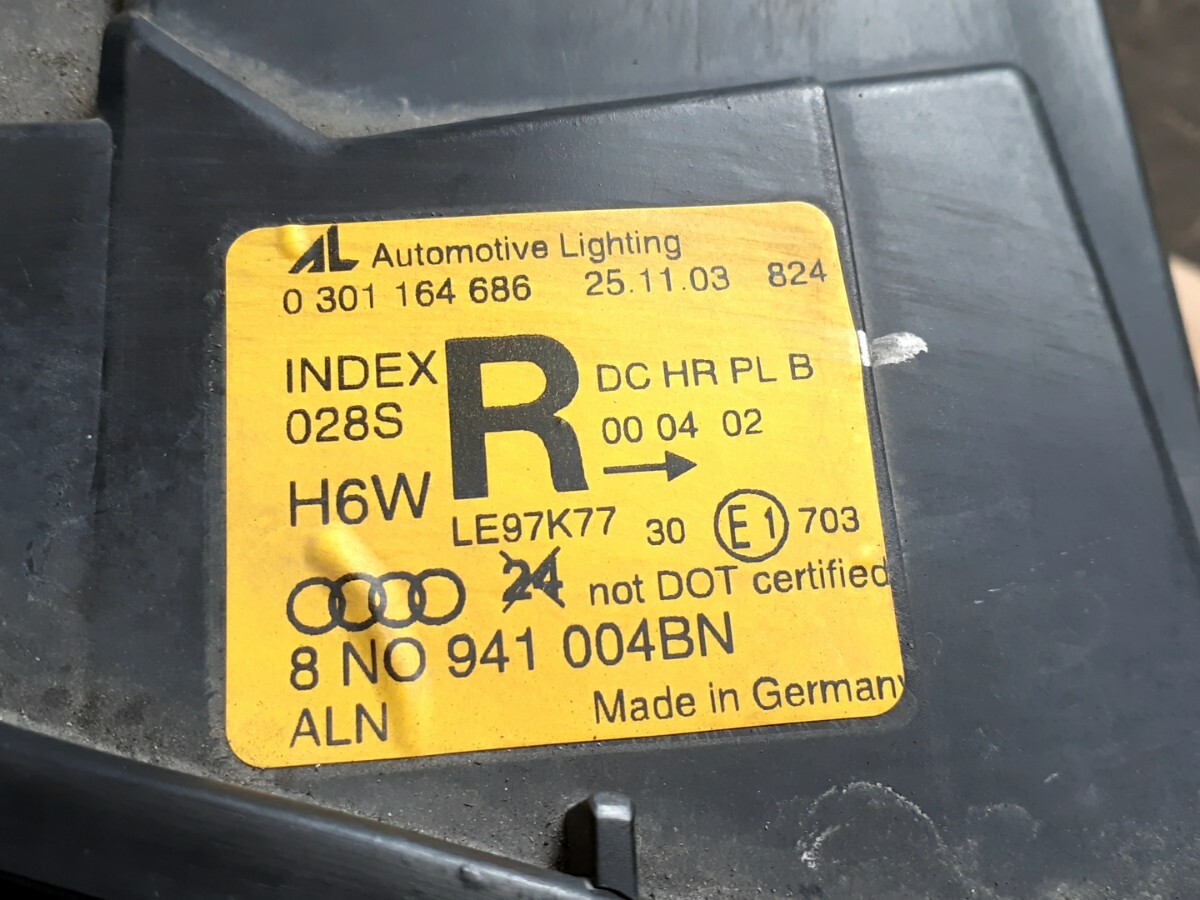 AL Automotive Lighting
0 301 164 686 25.11.03 824
INDEX R DC HR PL B
028S 00 04 02
H6W
LE97K77 30 E1 703
24 not DOT certified
8 NO 941 004BN
ALN Made in Germany